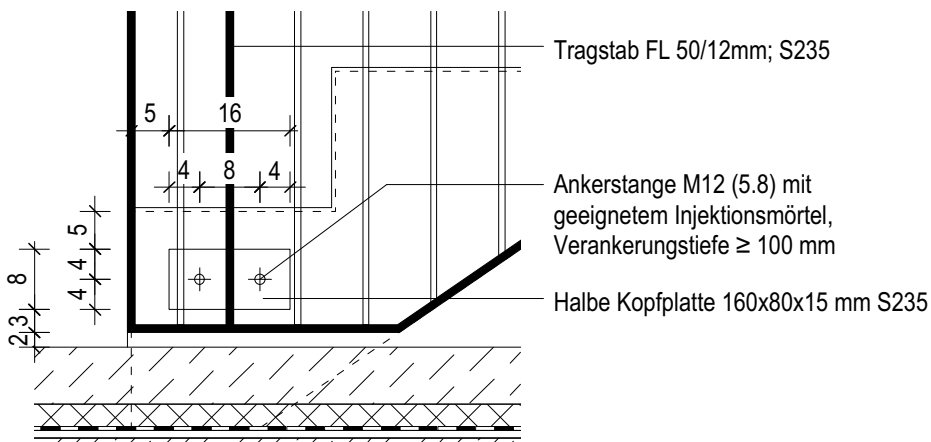 Tragstab FL 50/12mm; S235
5 16
4 8 4
Ankerstange M12 (5.8) mit
geeignetem Injektionsmörtel,
Verankerungstiefe ≥ 100 mm
5
8 4
4
Halbe Kopfplatte 160x80x15 mm S235
2,3